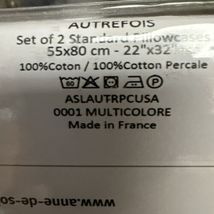 AUTREFOIS
Set of 2 Standard Pillowcases
55x80 cm - 22"x32"
100%Coton / 100%Cotton Percale
ASLAUTRPCUSA
0001 MULTICOLORE
Made in France
www.anne-de-so